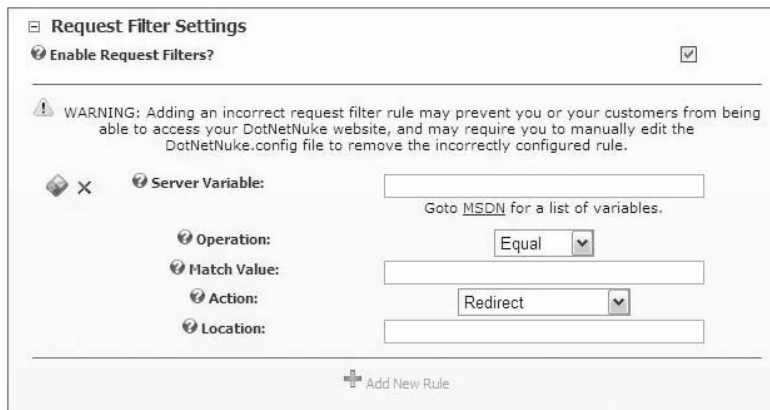 Request Filter Settings
Enable Request Filters?
WARNING: Adding an incorrect request filter rule may prevent you or your customers from being
able to access your DotNetNuke website, and may require you to manually edit the
DotNetNuke.config file to remove the incorrectly configured rule.
Server Variable:
Goto MSDN for a list of variables.
Operation: Equal
Match Value:
Action: Redirect
Location:
Add New Rule